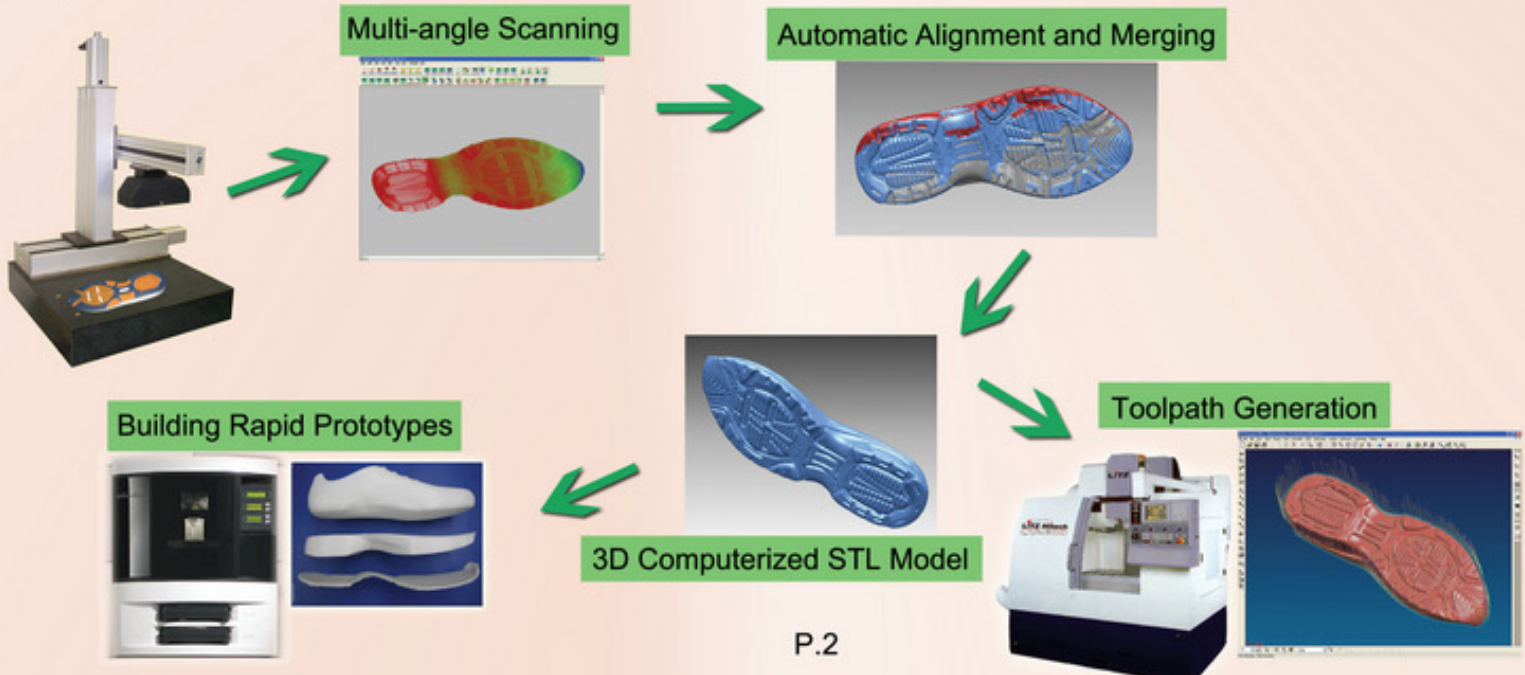 Multi-angle Scanning
Automatic Alignment and Merging
Building Rapid Prototypes
3D Computerized STL Model
Toolpath Generation
P.2